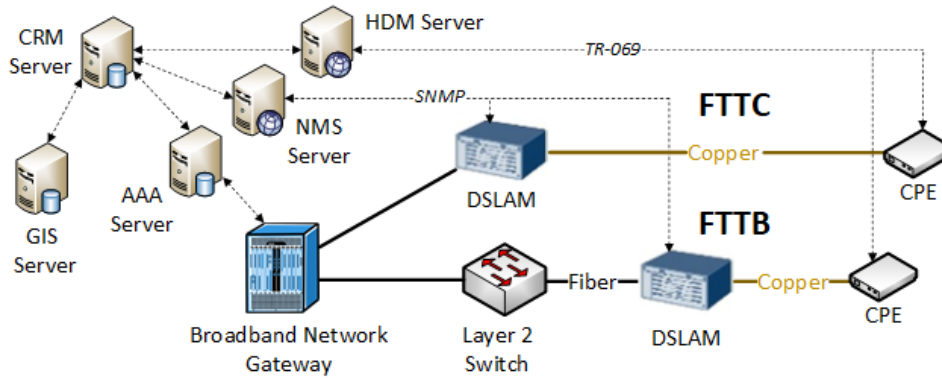 HDM Server
CRM
Server
TR-069
SNMP
FTTC
NMS
Server
Copper
AAA
Server
DSLAM
CPE
GIS
Server
FTTB
Fiber
Copper
Broadband Network
Gateway
Layer 2
Switch
DSLAM
CPE